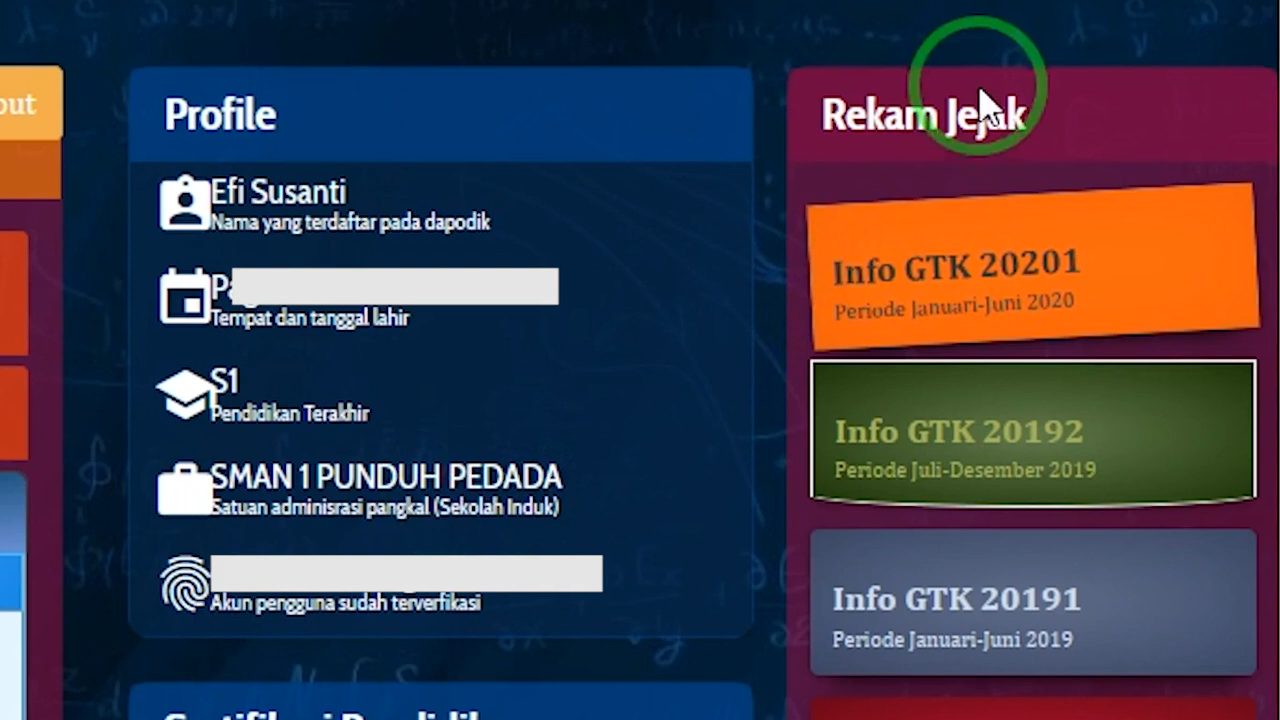 out
Profile
Efi Susanti
Nama yang terdaftar pada dapodik
Tempat dan tanggal lahir
S1
Pendidikan Terakhir
SMAN 1 PUNDUH PEDADA
Satuan adminisrasi pangkal (Sekolah Induk)
Akun pengguna sudah terverfikasi
Rekam Jejak
Info GTK 20201
Periode Januari-Juni 2020
Info GTK 20192
Periode Juli-Desember 2019
Info GTK 20191
Periode Januari-Juni 2019